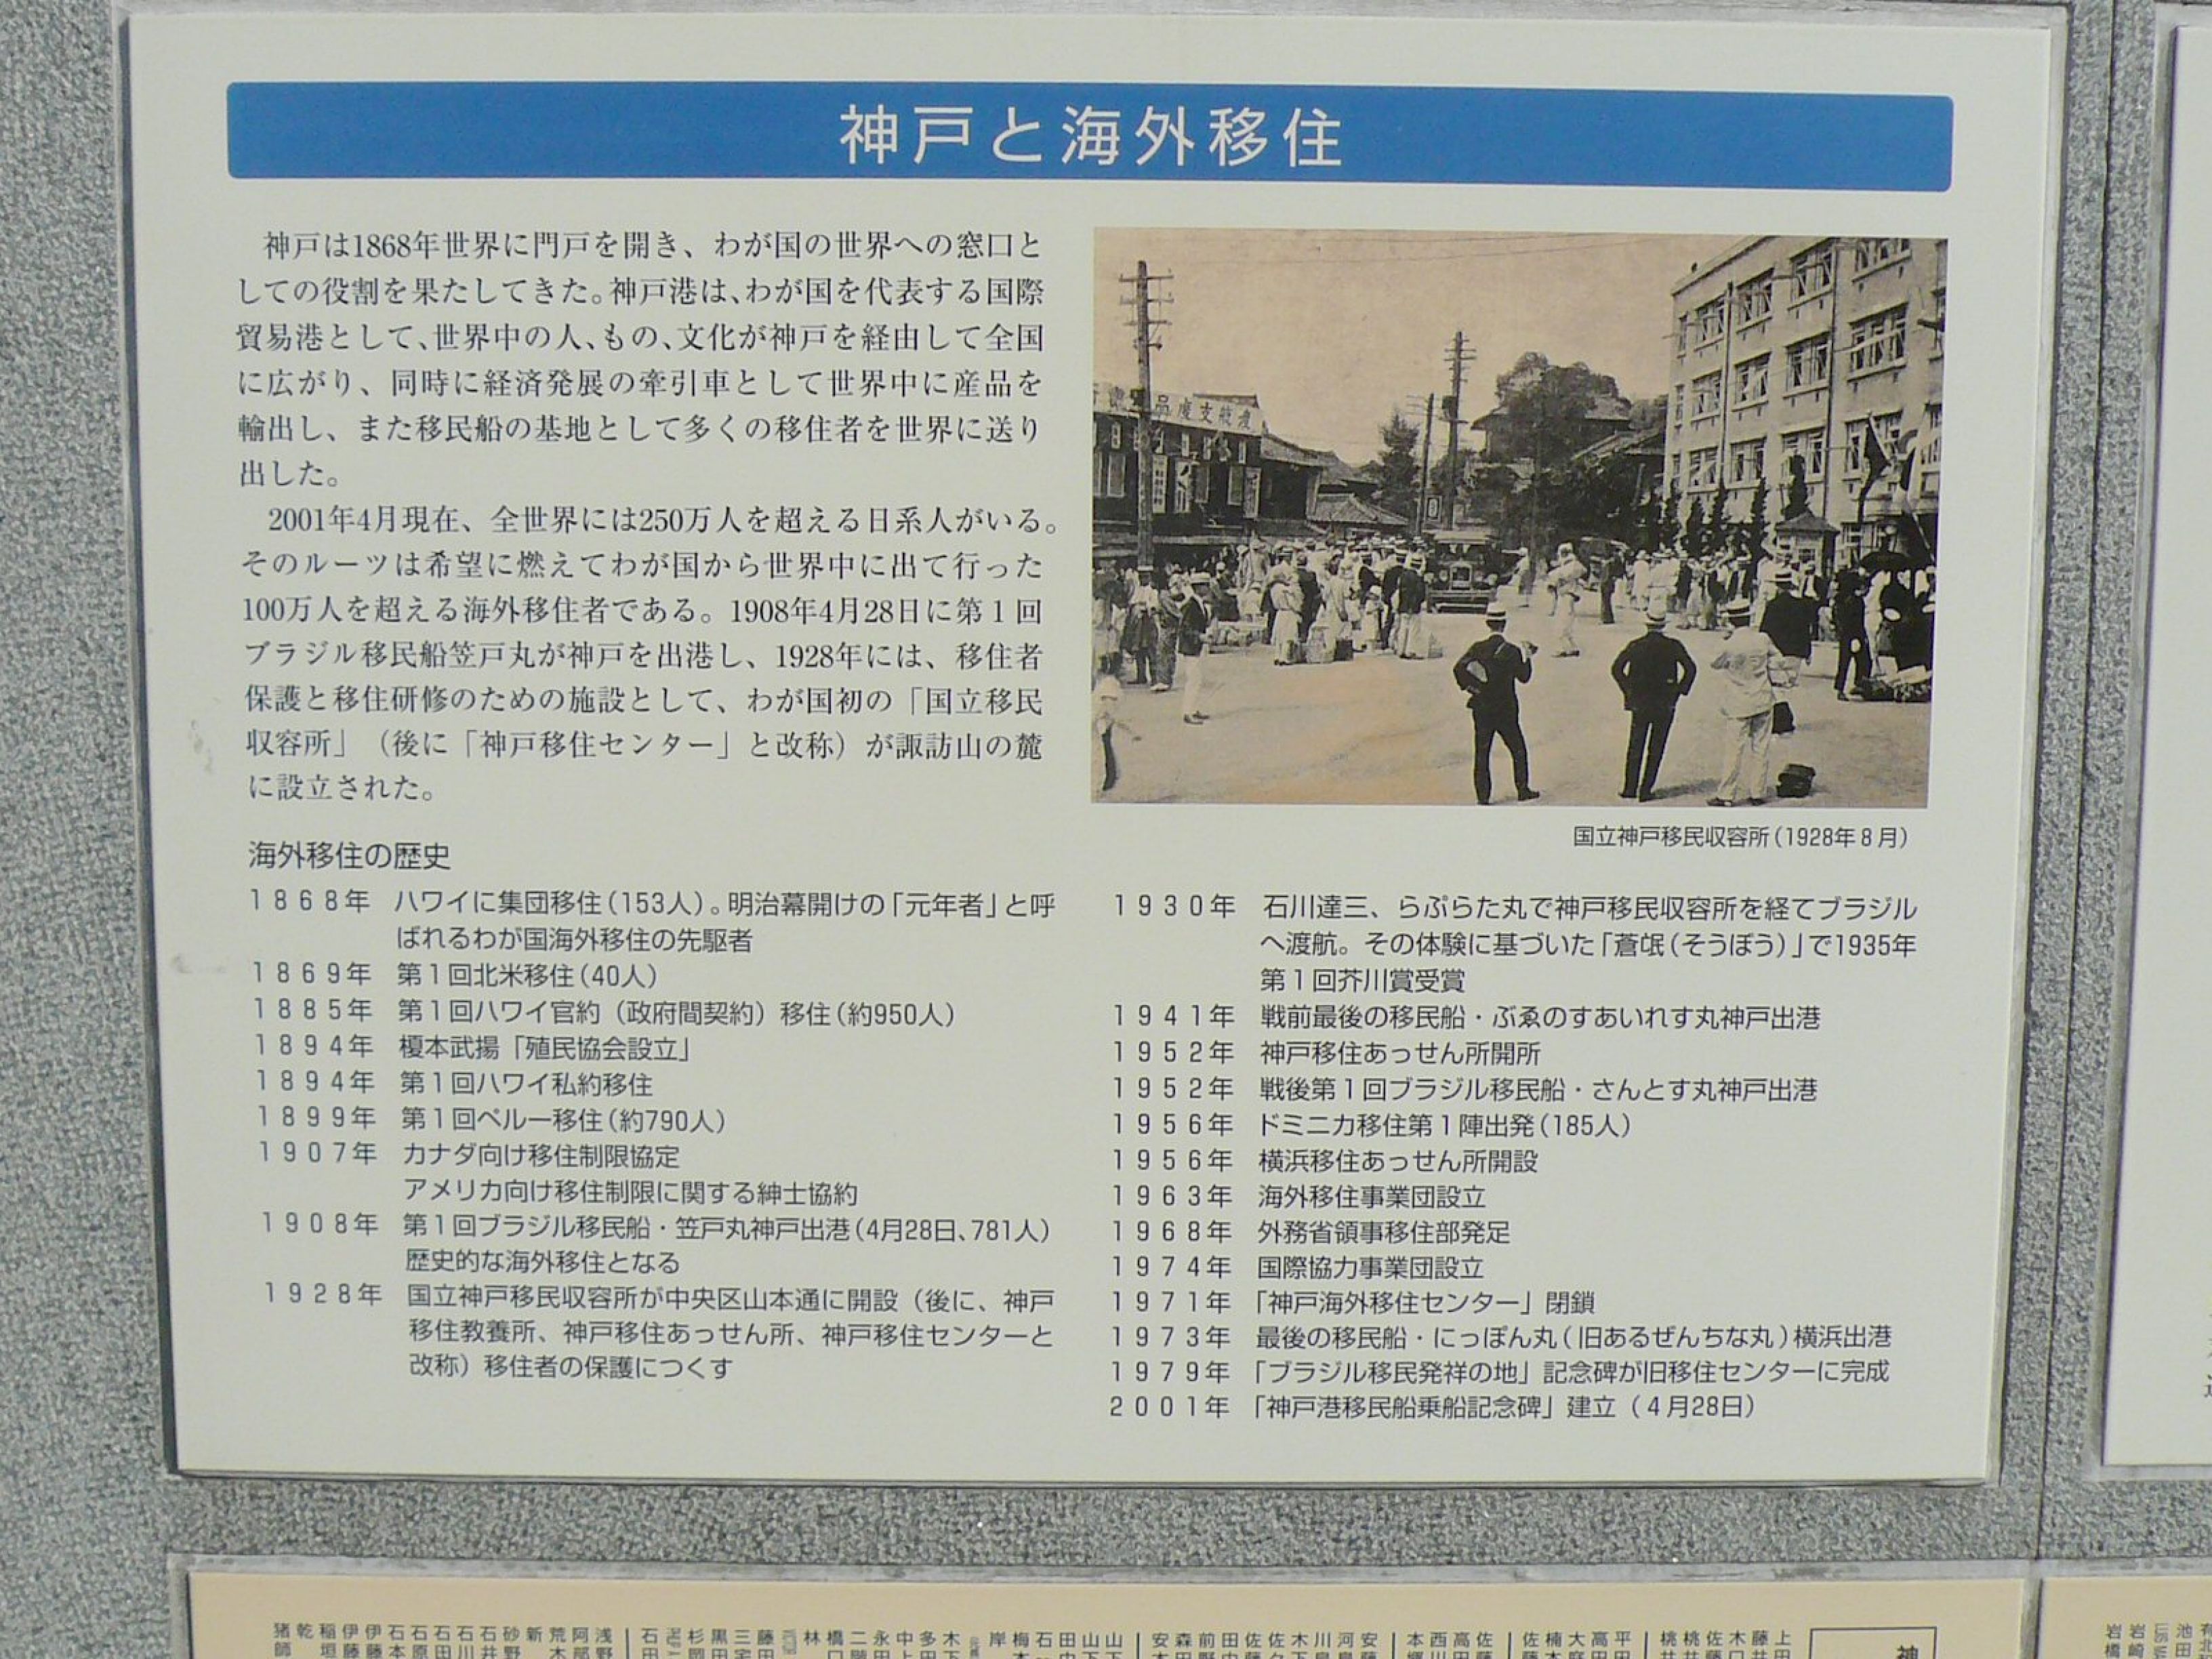 神戸と海外移住
神戸は1868年世界に門戸を開き、わが国の世界への窓口と
しての役割を果たしてきた。神戸港は、わが国を代表する国際
貿易港として、世界中の人、もの、文化が神戸を経由して全国
に広がり、同時に経済発展の牽引車として世界中に産品を
輸出し、また移民船の基地として多くの移住者を世界に送り
出した。
2001年4月現在、全世界には250万人を超える日系人がいる。
そのルーツは希望に燃えてわが国から世界中に出て行った
100万人を超える海外移住者である。1908年4月28日に第1回
ブラジル移民船笠戸丸が神戸を出港し、1928年には、移住者
保護と移住研修のための施設として、わが国初の「国立移民
収容所」（後に「神戸移住センター」と改称）が諏訪山の麓
に設立された。
国立神戸移民収容所（1928年8月）
海外移住の歴史
1868年 ハワイに集団移住（153人）。明治幕開けの「元年者」と呼
ばれるわが国海外移住の先駆者
1869年 第1回北米移住（40人）
1885年 第1回ハワイ官約（政府間契約）移住（約950人）
1894年 榎本武揚「殖民協会設立」
1894年 第1回ハワイ私約移住
1899年 第1回ペルー移住（約790人）
1907年 カナダ向け移住制限協定
アメリカ向け移住制限に関する紳士協約
1908年 第1回ブラジル移民船・笠戸丸神戸出港（4月28日、781人）
歴史的な海外移住となる
1928年 国立神戸移民収容所が中央区山本通に開設（後に、神戸
移住教養所、神戸移住あっせん所、神戸移住センターと
改称）移住者の保護につくす
1930年 石川達三、らぷらた丸で神戸移民収容所を経てブラジル
へ渡航。その体験に基づいた「蒼氓（そうぼう）」で1935年
第1回芥川賞受賞
1941年 戦前最後の移民船・ぶゑのすあいれす丸神戸出港
1952年 神戸移住あっせん所開所
1952年 戦後第1回ブラジル移民船・さんとす丸神戸出港
1956年 ドミニカ移住第1陣出発（185人）
1956年 横浜移住あっせん所開設
1963年 海外移住事業団設立
1968年 外務省領事移住部発足
1974年 国際協力事業団設立
1971年 「神戸海外移住センター」閉鎖
1973年 最後の移民船・にっぽん丸（旧あるぜんちな丸）横浜出港
1979年 「ブラジル移民発祥の地」記念碑が旧移住センターに完成
2001年 「神戸港移民船乗船記念碑」建立（4月28日）